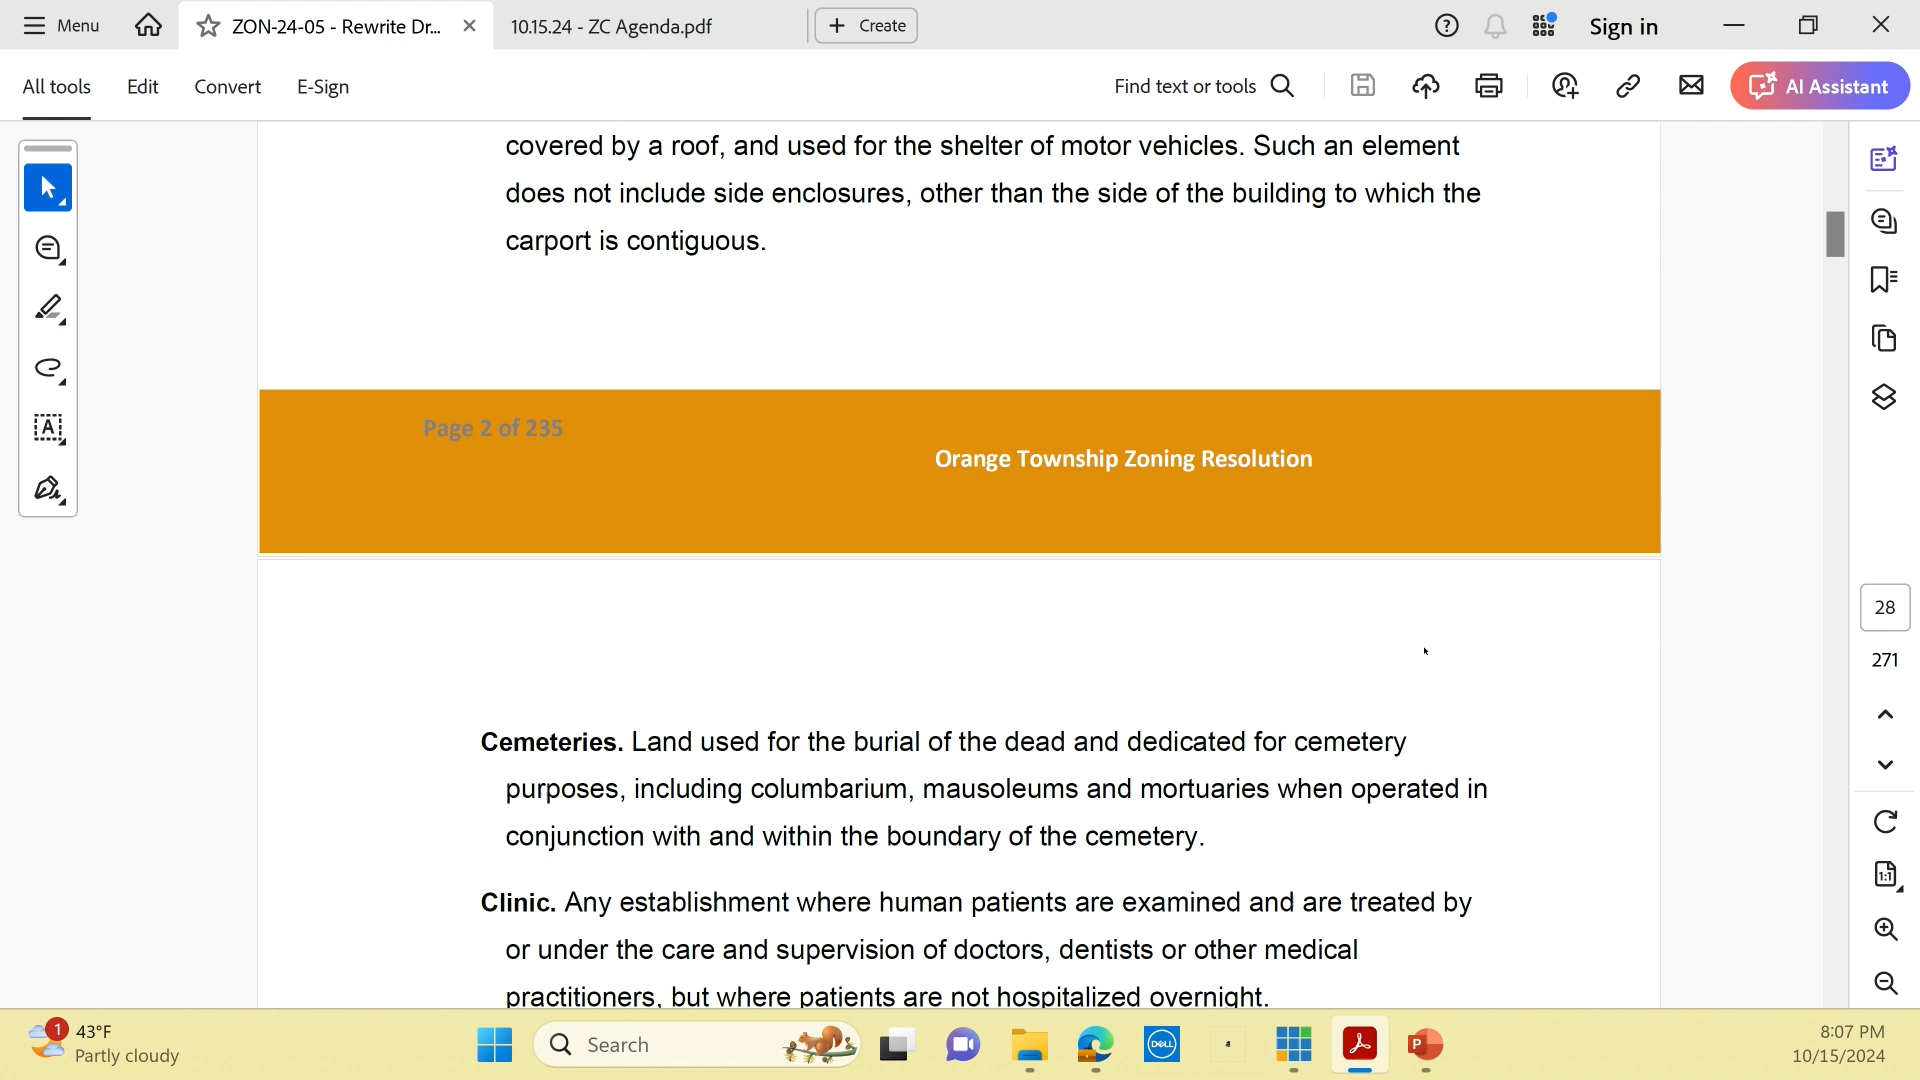 Menu
ZON-24-05 - Rewrite Dr...
10.15.24 - ZC Agenda.pdf
Create
Sign in
All tools
Edit
Convert
E-Sign
Find text or tools
AI Assistant
covered by a roof, and used for the shelter of motor vehicles. Such an element
does not include side enclosures, other than the side of the building to which the
carport is contiguous.
Page 2 of 235
Orange Township Zoning Resolution
28
271
1:1
Cemeteries. Land used for the burial of the dead and dedicated for cemetery
purposes, including columbarium, mausoleums and mortuaries when operated in
conjunction with and within the boundary of the cemetery.
Clinic. Any establishment where human patients are examined and are treated by
or under the care and supervision of doctors, dentists or other medical
practitioners, but where patients are not hospitalized overnight.
1
43°F
Partly cloudy
Search
DELL
a
P
8:07 PM
10/15/2024